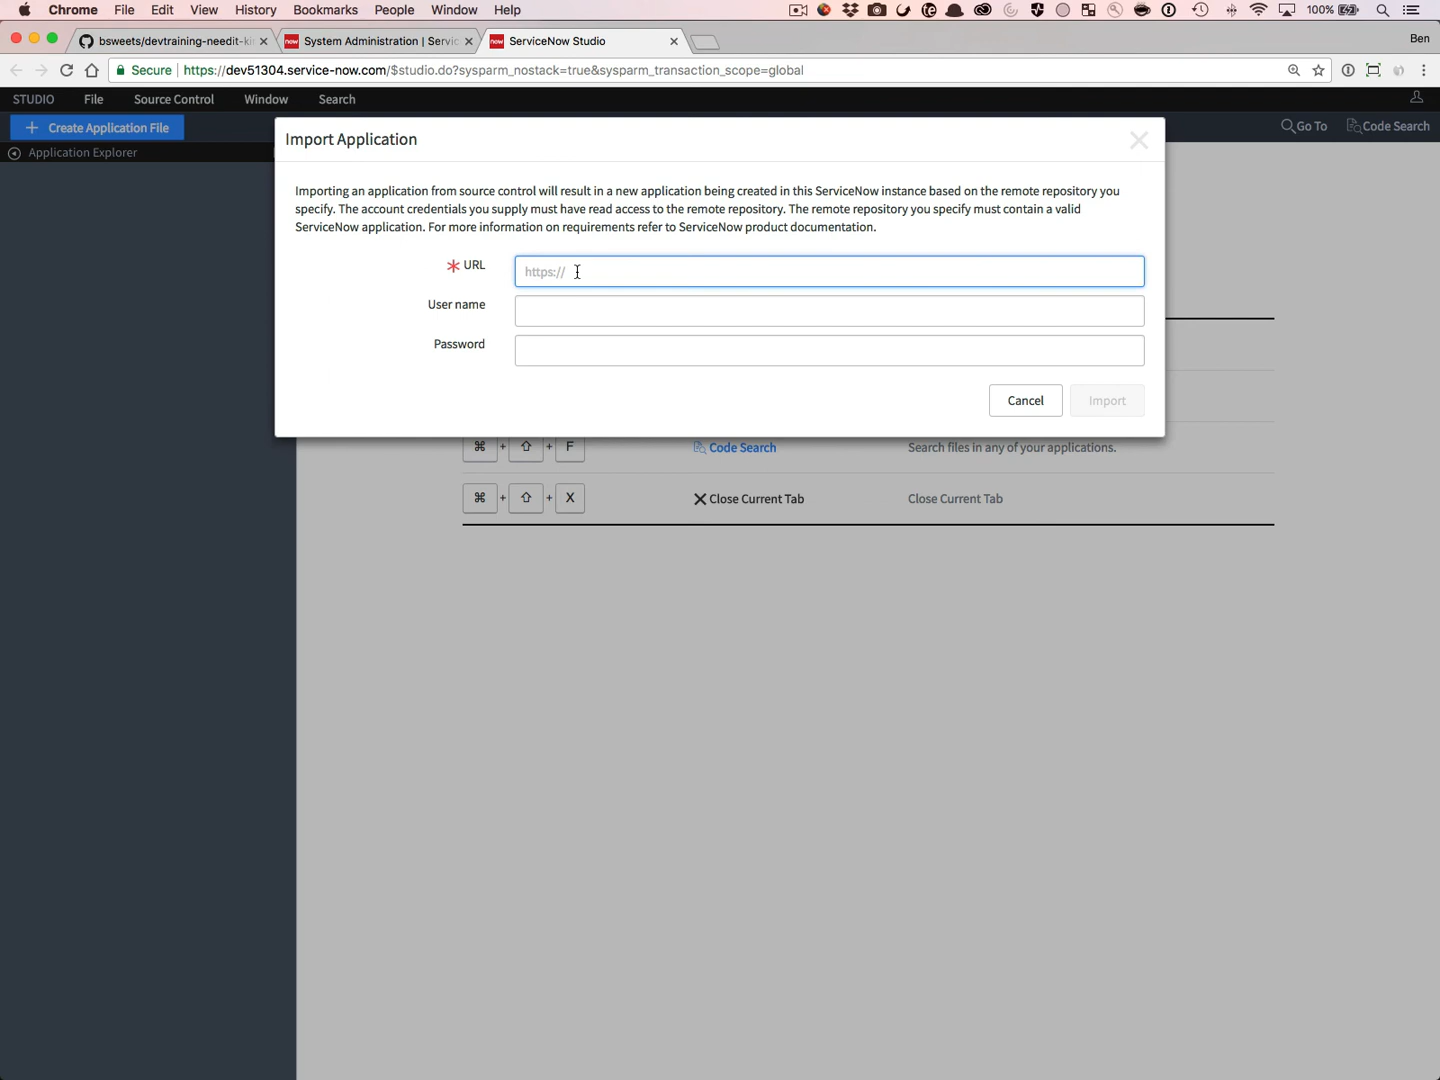 Chrome File Edit View History Bookmarks People Window Help 100%
bsweets/devtraining-needit-ki System Administration | Servic ServiceNow Studio Ben
Secure https://dev51304.service-now.com/$studio.do?sysparm_nostack=true&sysparm_transaction_scope=global
STUDIO File Source Control Window Search
+ Create Application File Go To Code Search
Application Explorer
Import Application
Importing an application from source control will result in a new application being created in this ServiceNow instance based on the remote repository you
specify. The account credentials you supply must have read access to the remote repository. The remote repository you specify must contain a valid
ServiceNow application. For more information on requirements refer to ServiceNow product documentation.
URL https://
User name
Password
Cancel Import
⌘ + ⇧ + F Code Search Search files in any of your applications.
⌘ + ⇧ + X Close Current Tab Close Current Tab